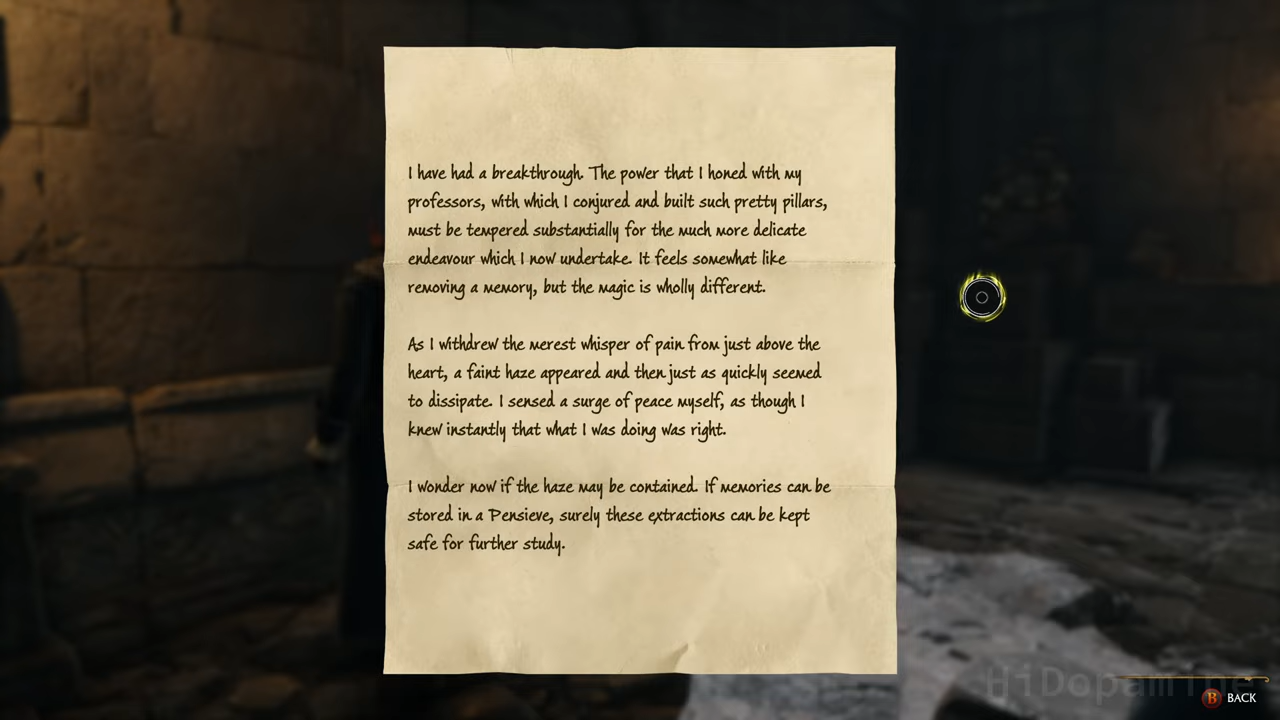 I have had a breakthrough. The power that I honed with my
professors, with which I conjured and built such pretty pillars,
must be tempered substantially for the much more delicate
endeavour which I now undertake. It feels somewhat like
removing a memory, but the magic is wholly different.
As I withdrew the merest whisper of pain from just above the
heart, a faint haze appeared and then just as quickly seemed
to dissipate. I sensed a surge of peace myself, as though I
knew instantly that what I was doing was right.
I wonder now if the haze may be contained. If memories can be
stored in a Pensieve, surely these extractions can be kept
safe for further study.
HiDopamine
B BACK